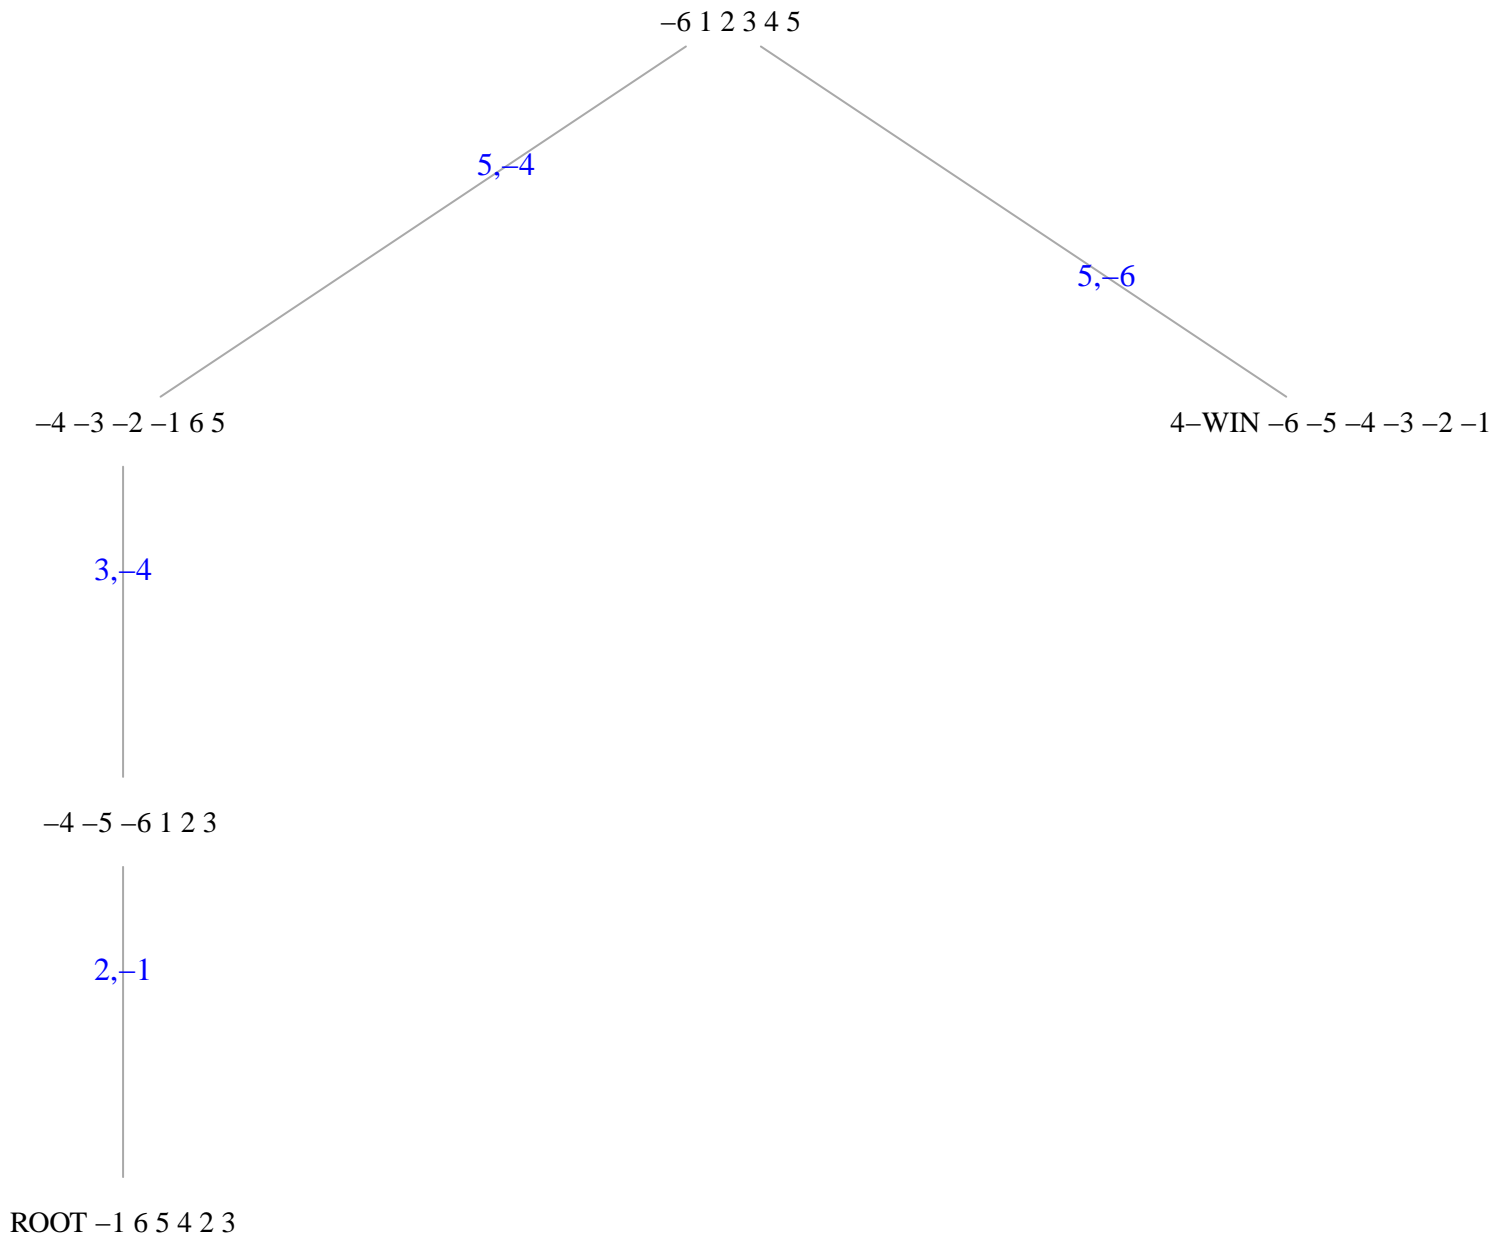 –6 1 2 3 4 5
5,–4
5,–6
–4 –3 –2 –1 6 5
4–WIN –6 –5 –4 –3 –2 –1
3,–4
–4 –5 –6 1 2 3
2,–1
ROOT –1 6 5 4 2 3